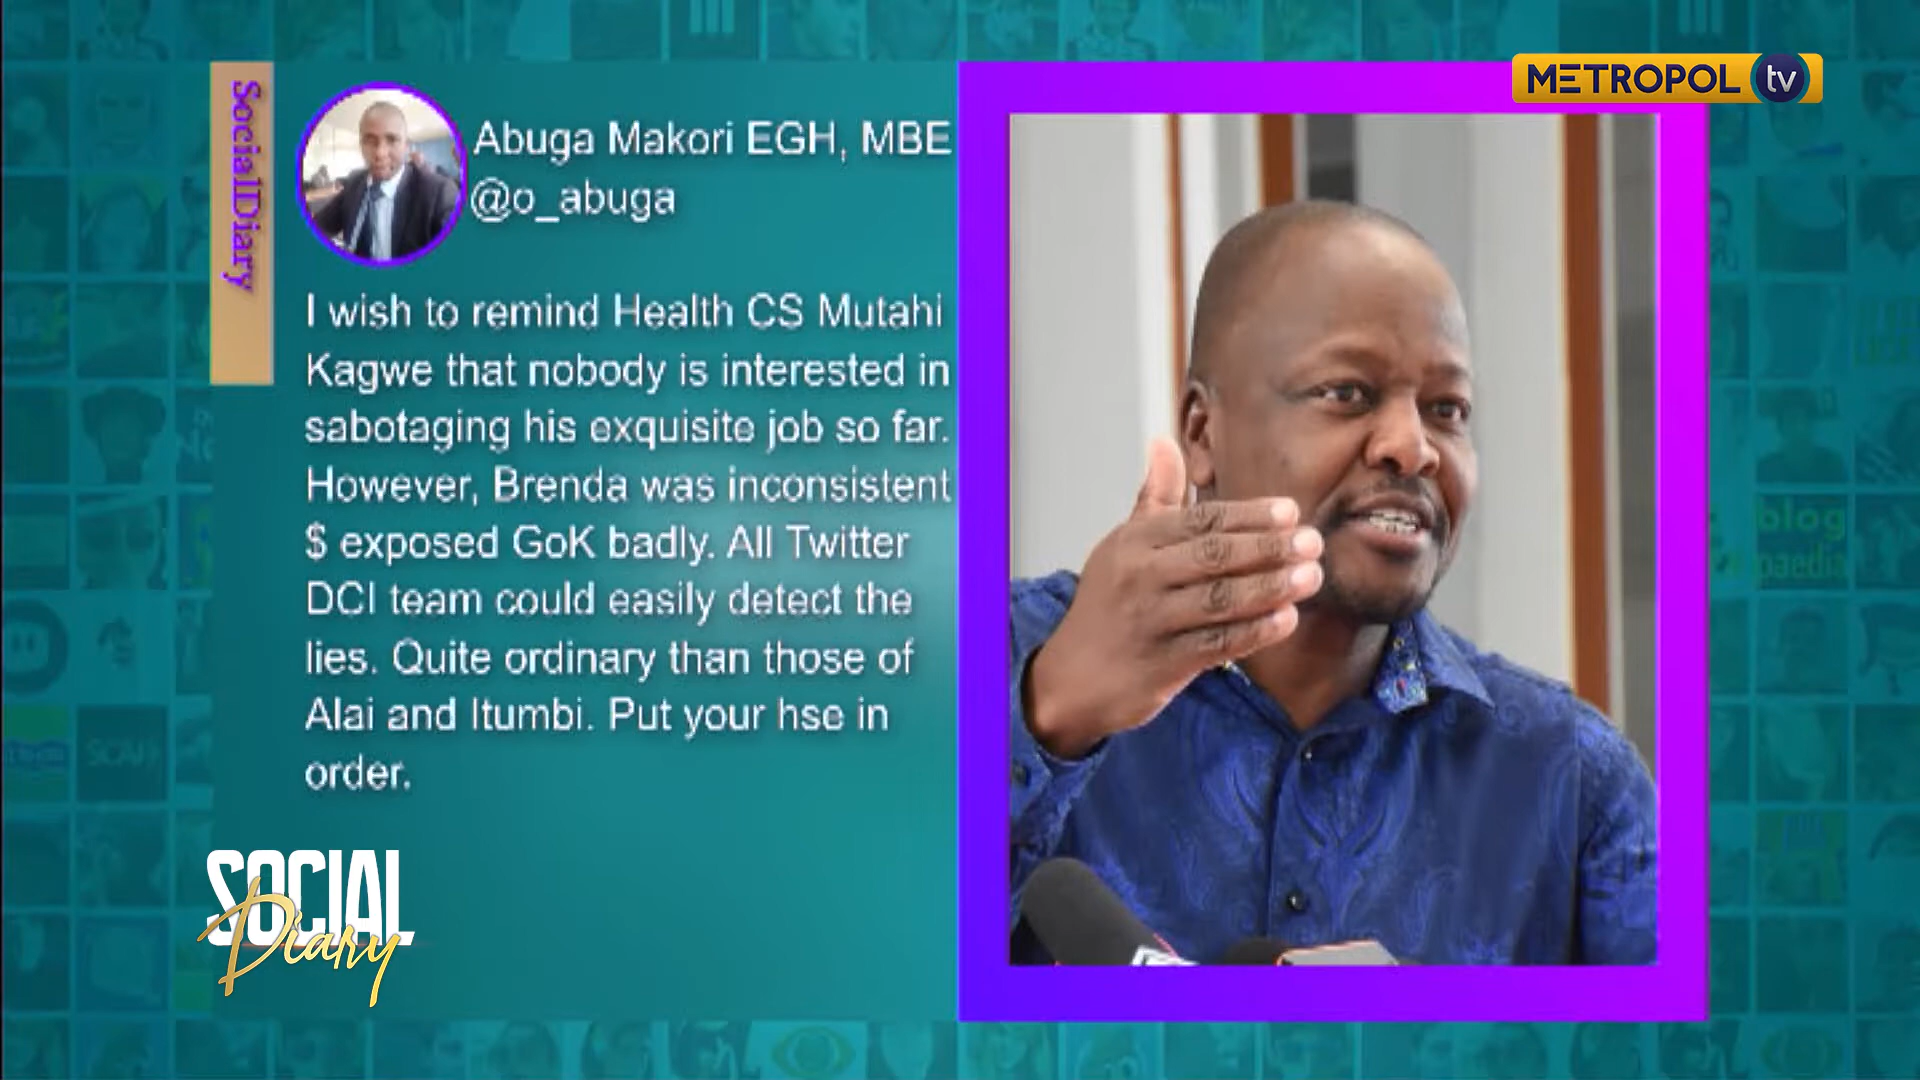 METROPOL tv
SocialDiary
Abuga Makori EGH, MBE
@o_abuga
I wish to remind Health CS Mutahi
Kagwe that nobody is interested in
sabotaging his exquisite job so far.
However, Brenda was inconsistent
$ exposed GoK badly. All Twitter
DCI team could easily detect the
lies. Quite ordinary than those of
Alai and Itumbi. Put your hse in
order.
SOCIAL
Diary
blog
paedia